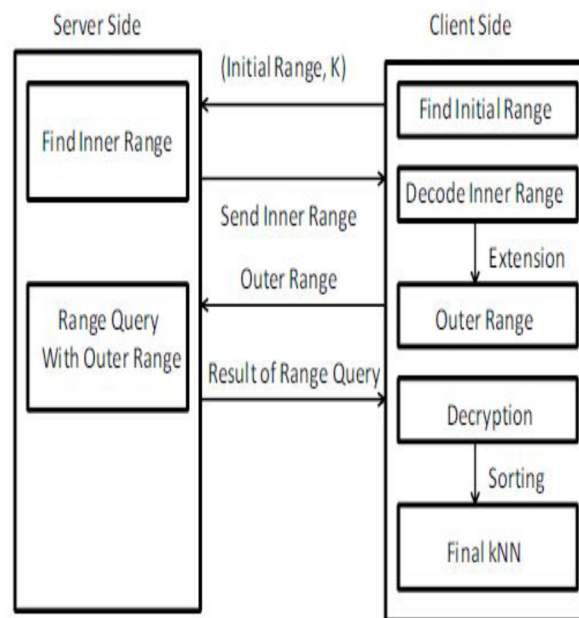 Server Side
Client Side
(Initial Range, K)
Find Inner Range
Find Initial Range
Send Inner Range
Decode Inner Range
Extension
Outer Range
Outer Range
Range Query
With Outer Range
Result of Range Query
Decryption
Sorting
Final kNN